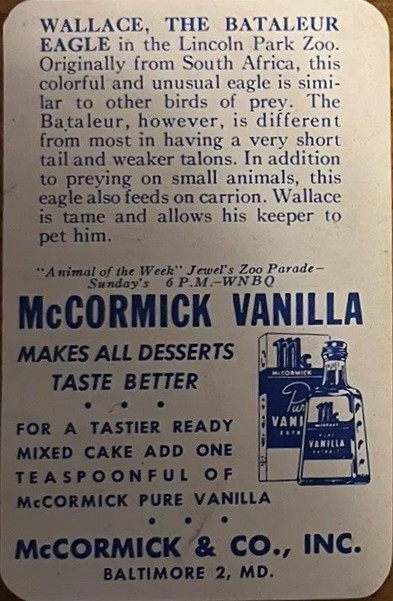 WALLACE, THE BATALEUR
EAGLE in the Lincoln Park Zoo.
Originally from South Africa, this
colorful and unusual eagle is simi-
lar to other birds of prey. The
Bataleur, however, is different
from most in having a very short
tail and weaker talons. In addition
to preying on small animals, this
eagle also feeds on carrion. Wallace
is tame and allows his keeper to
pet him.
"Animal of the Week" Jewel's Zoo Parade—
Sunday's 6 P.M.—WNBQ
McCORMICK VANILLA
MAKES ALL DESSERTS
TASTE BETTER
• • •
FOR A TASTIER READY
MIXED CAKE ADD ONE
TEASPOONFUL OF
McCORMICK PURE VANILLA
• • •
Mc
McCORMICK
Pur
VANI
McCORMICK
PURE
VANILLA
EXTRACT
McCORMICK & CO., INC.
BALTIMORE 2, MD.